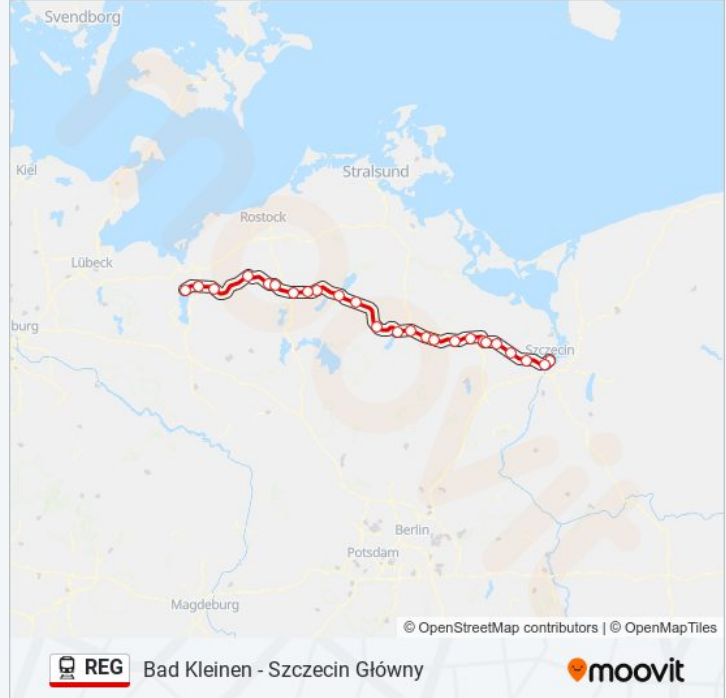 Svendborg
Kiel
Stralsund
Rostock
Lübeck
burg
Szczecin
Berlin
Potsdam
Magdeburg
moovit
© OpenStreetMap contributors | © OpenMapTiles
REG Bad Kleinen - Szczecin Główny
moovit